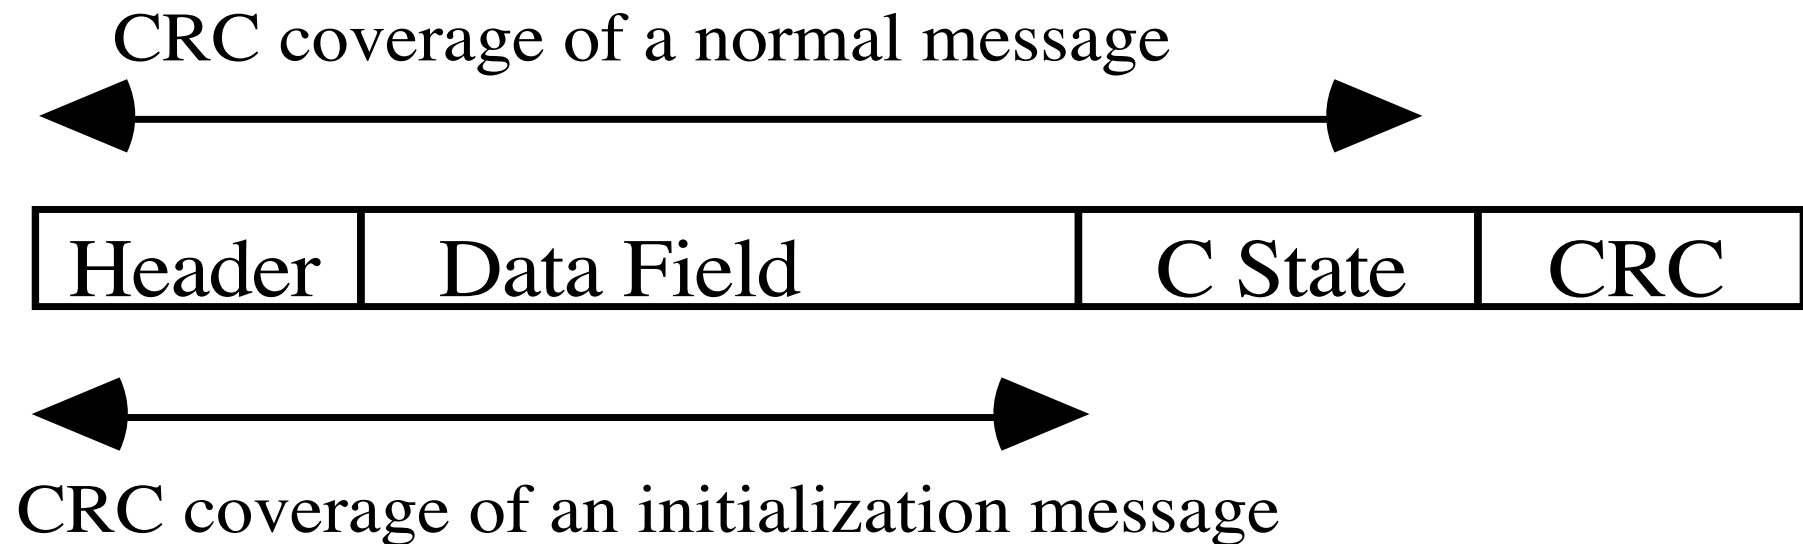 CRC coverage of a normal message
Header Data Field C State CRC
CRC coverage of an initialization message